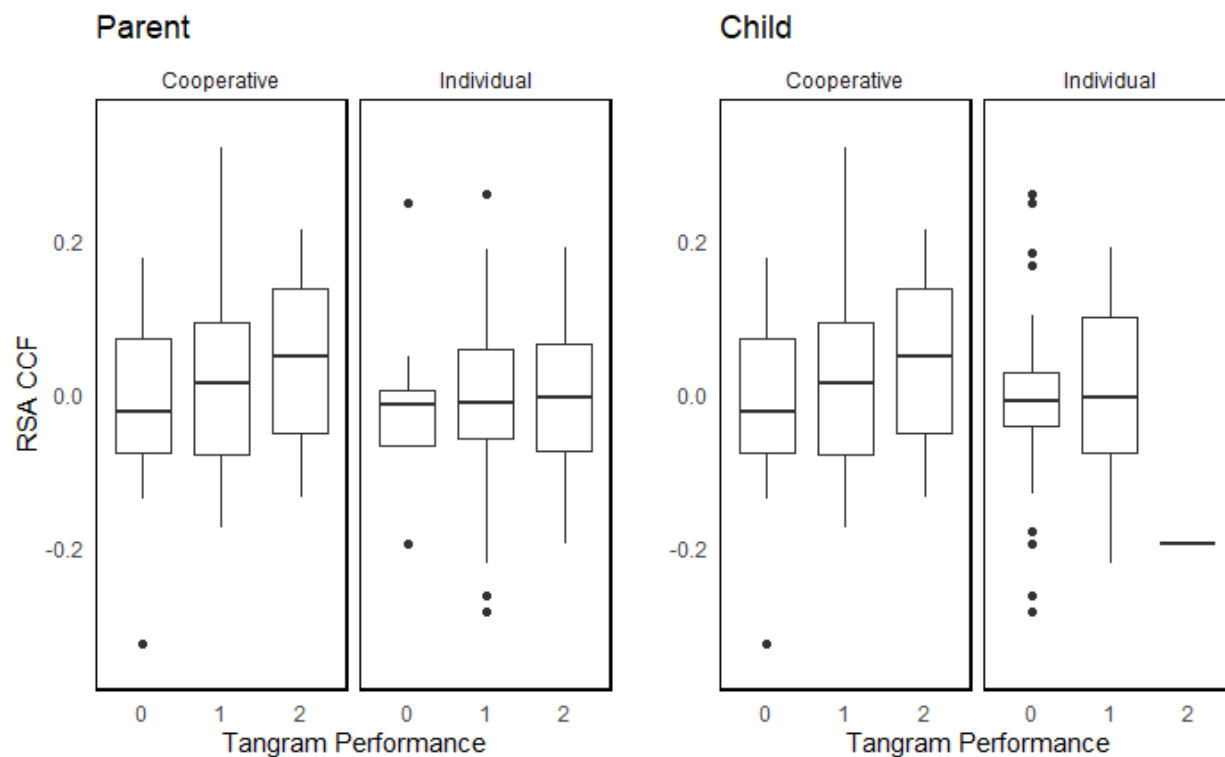 Parent
Child
Cooperative
Individual
Cooperative
Individual
RSA CCF
0.2
0.0
-0.2
0.2
0.0
-0.2
0 1 2
0 1 2
0 1 2
0 1 2
Tangram Performance
Tangram Performance